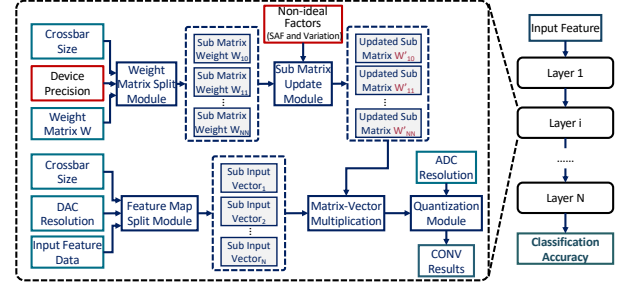 Crossbar
Size
Device
Precision
Weight
Matrix W
Weight
Matrix Split
Module
Sub Matrix
Weight W10
Sub Matrix
Weight W11
Sub Matrix
Weight WNN
Non-ideal
Factors
(SAF and Variation)
Sub Matrix
Update
Module
Updated Sub
Matrix W'10
Updated Sub
Matrix W'11
Updated Sub
Matrix W'NN
Crossbar
Size
DAC
Resolution
Input Feature
Data
Feature Map
Split Module
Sub Input
Vector1
Sub Input
Vector2
Sub Input
VectorN
Matrix-Vector
Multiplication
ADC
Resolution
Quantization
Module
CONV
Results
Input Feature
Layer 1
Layer i
......
Layer N
Classification
Accuracy